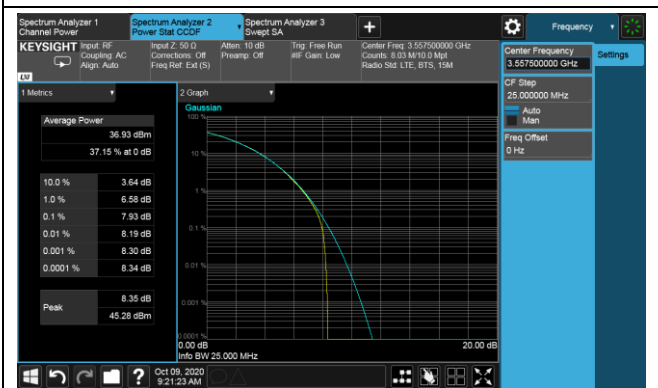 Spectrum Analyzer 1
Channel Power
Spectrum Analyzer 2
Power Stat CCDF
Spectrum Analyzer 3
Swept SA
Frequency
KEYSIGHT
Input: RF
Coupling: AC
Align: Auto
Input Z: 50 Ω
Corrections: Off
Freq Ref: Ext (S)
Atten: 10 dB
Preamp: Off
Trig: Free Run
#IF Gain: Low
Center Freq: 3.557500000 GHz
Counts: 8.03 M/10.0 Mpt
Radio Std: LTE, BTS, 15M
Center Frequency
3.557500000 GHz
Settings
CF Step
25.000000 MHz
Auto
Man
Freq Offset
0 Hz
1 Metrics
Average Power
36.93 dBm
37.15 % at 0 dB
10.0 % 3.64 dB
1.0 % 6.58 dB
0.1 % 7.93 dB
0.01 % 8.19 dB
0.001 % 8.30 dB
0.0001 % 8.34 dB
Peak 8.35 dB
45.28 dBm
2 Graph
Gaussian
100 %
10 %
1 %
0.1 %
0.01 %
0.001 %
0.0001 %
0.00 dB
20.00 dB
Info BW 25.000 MHz
?
Oct 09, 2020
9:21:23 AM